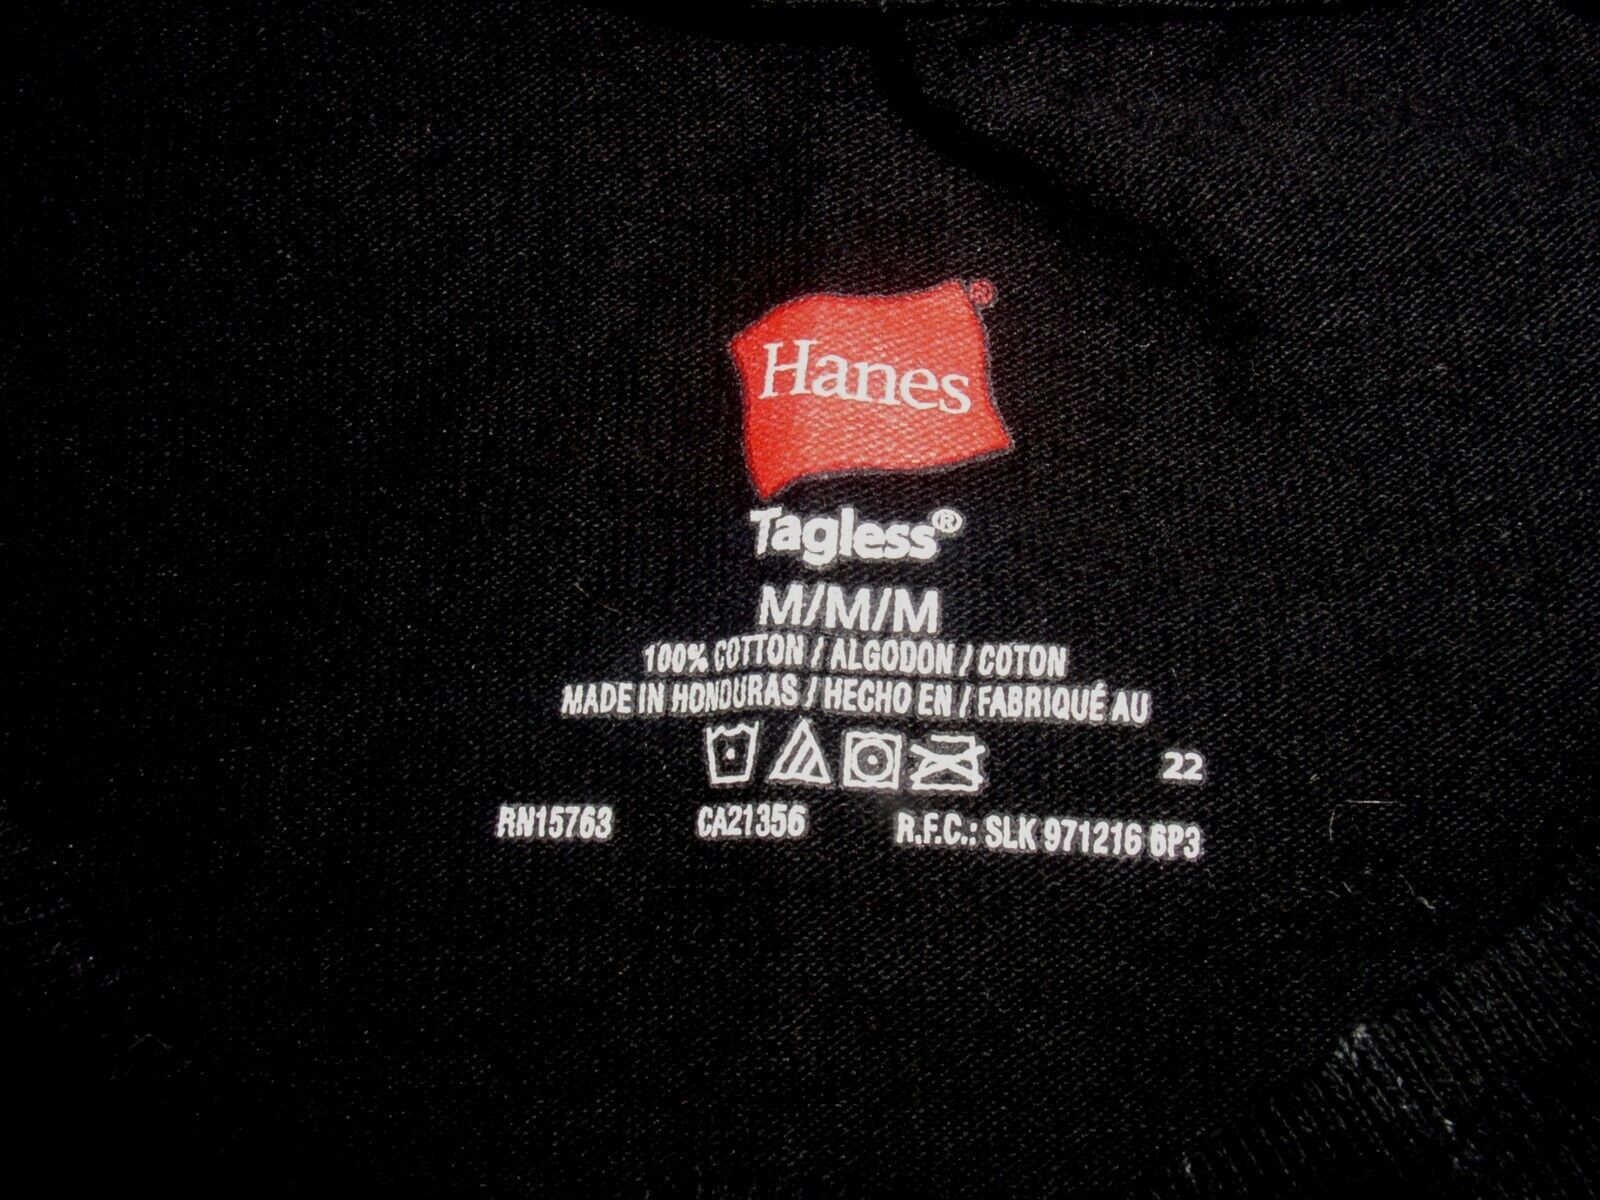 Hanes®
Tagless®
M/M/M
100% COTTON / ALGODON / COTON
MADE IN HONDURAS / HECHO EN / FABRIQUÉ AU
22
RN15763 CA21356 R.F.C.: SLK 971216 6P3